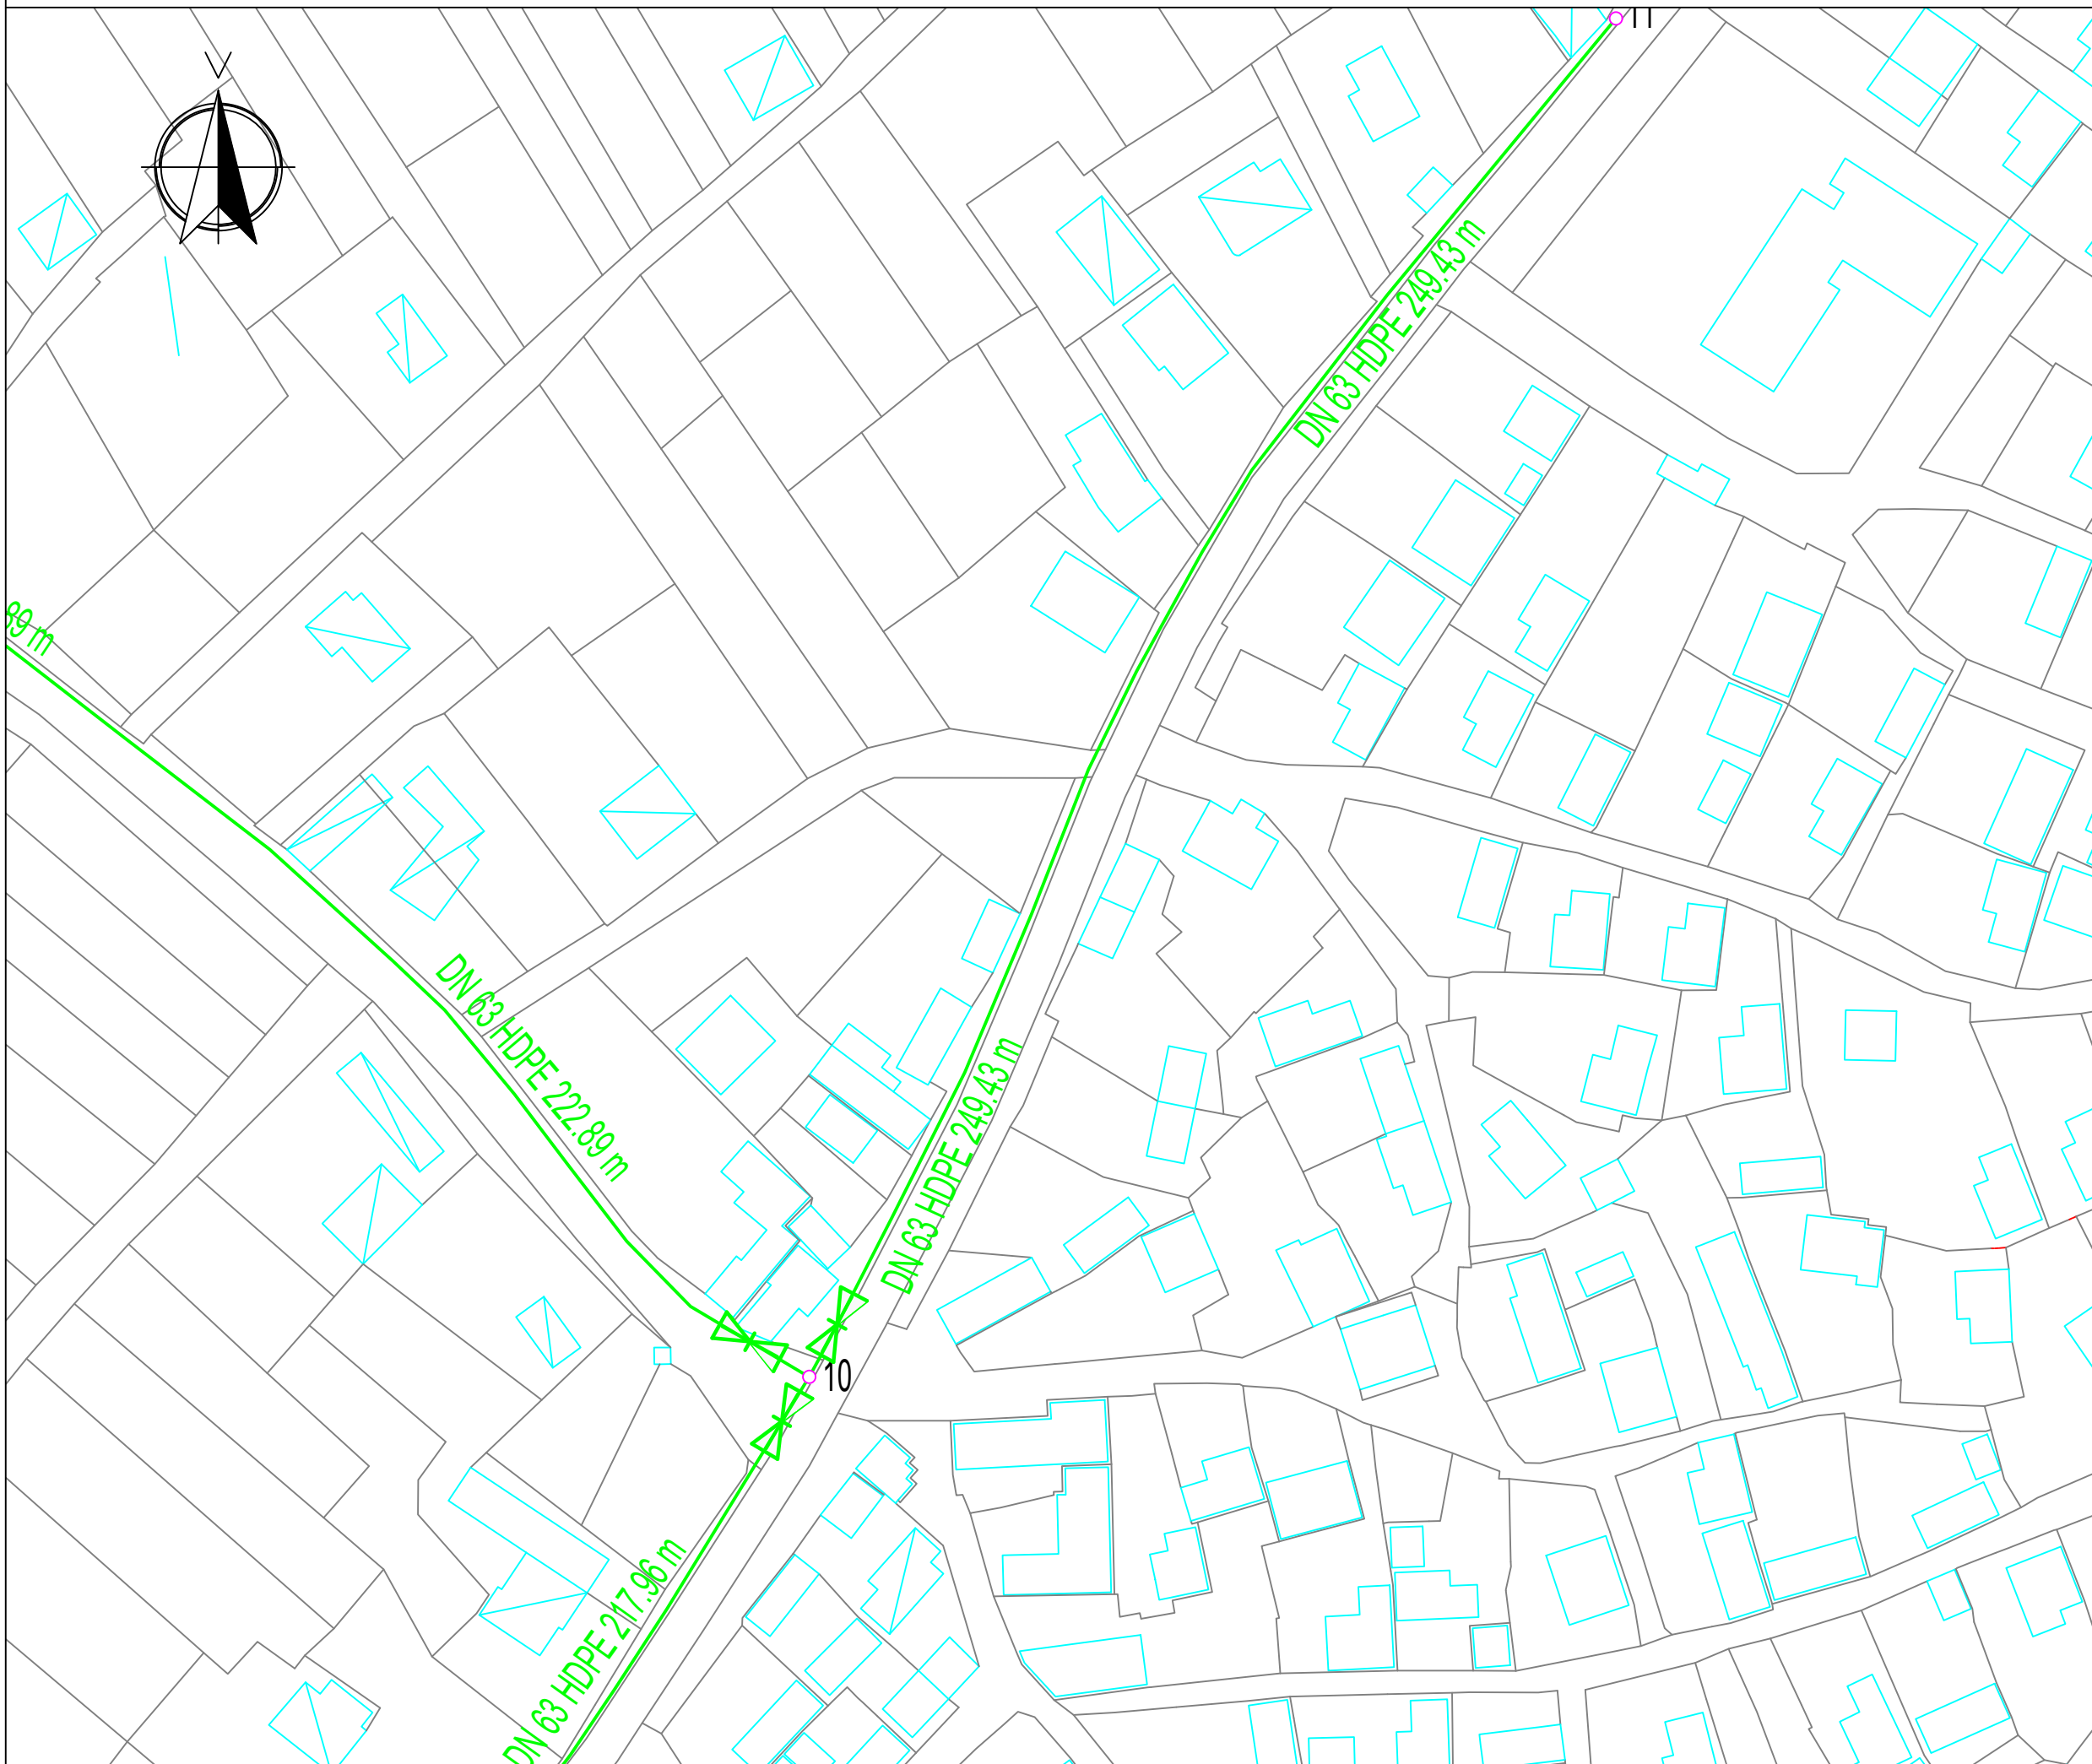 11
DN 63 HDPE 249.43 m
89 m
DN 63 HDPE 222.89 m
DN 63 HDPE 249.43 m
10
DN 63 HDPE 217.96 m